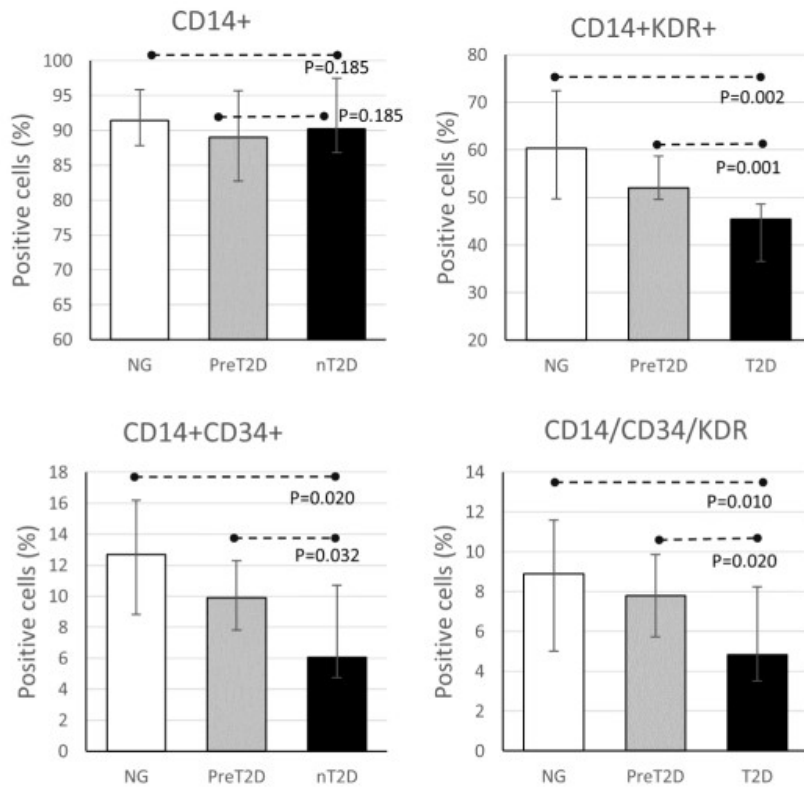 CD14+
Positive cells (%)
100
95
90
85
80
75
70
65
60
P=0.185
P=0.185
NG PreT2D nT2D
CD14+KDR+
Positive cells (%)
80
70
60
50
40
30
20
P=0.002
P=0.001
NG PreT2D T2D
CD14+CD34+
Positive cells (%)
18
16
14
12
10
8
6
4
2
0
P=0.020
P=0.032
NG PreT2D nT2D
CD14/CD34/KDR
Positive cells (%)
14
12
10
8
6
4
2
0
P=0.010
P=0.020
NG PreT2D T2D